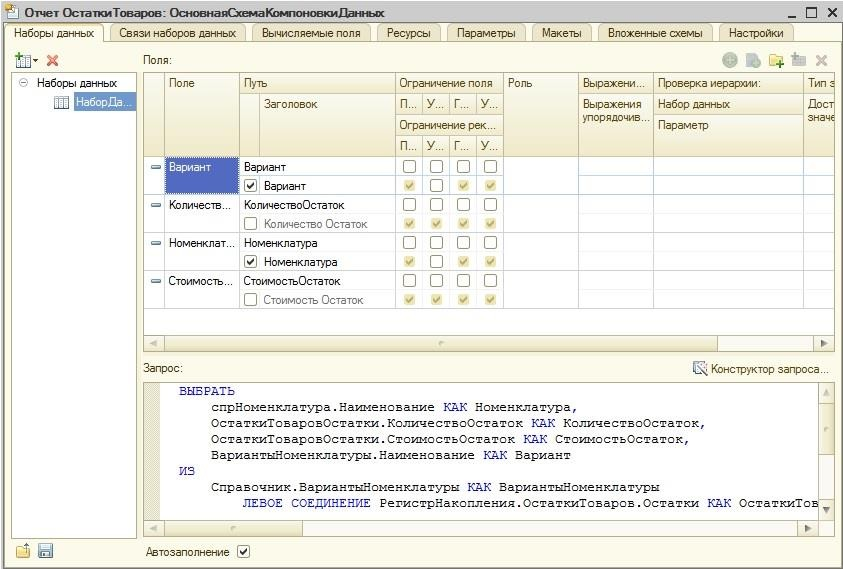 Отчет ОстаткиТоваров: ОсновнаяСхемаКомпоновкиДанных
Наборы данных Связи наборов данных Вычисляемые поля Ресурсы Параметры Макеты Вложенные схемы Настройки
Поля:
Наборы данных
НаборДа...
Поле Путь Ограничение поля Роль Выражени... Проверка иерархии: Тип з
Заголовок П... У... Г... У... Выражения упорядочив... Набор данных Дост значе
Ограничение рек... Параметр
П... У... Г... У...
Вариант Вариант
Вариант
Количеств... КоличествоОстаток
Количество Остаток
Номенклат... Номенклатура
Номенклатура
Стоимость... СтоимостьОстаток
Стоимость Остаток
Запрос: Конструктор запроса...
ВЫБРАТЬ
спрНоменклатура.Наименование КАК Номенклатура,
ОстаткиТоваровОстатки.КоличествоОстаток КАК КоличествоОстаток,
ОстаткиТоваровОстатки.СтоимостьОстаток КАК СтоимостьОстаток,
ВариантыНоменклатуры.Наименование КАК Вариант
ИЗ
Справочник.ВариантыНоменклатуры КАК ВариантыНоменклатуры
ЛЕВОЕ СОЕДИНЕНИЕ РегистрНакопления.ОстаткиТоваров.Остатки КАК ОстаткиТов
Автозаполнение